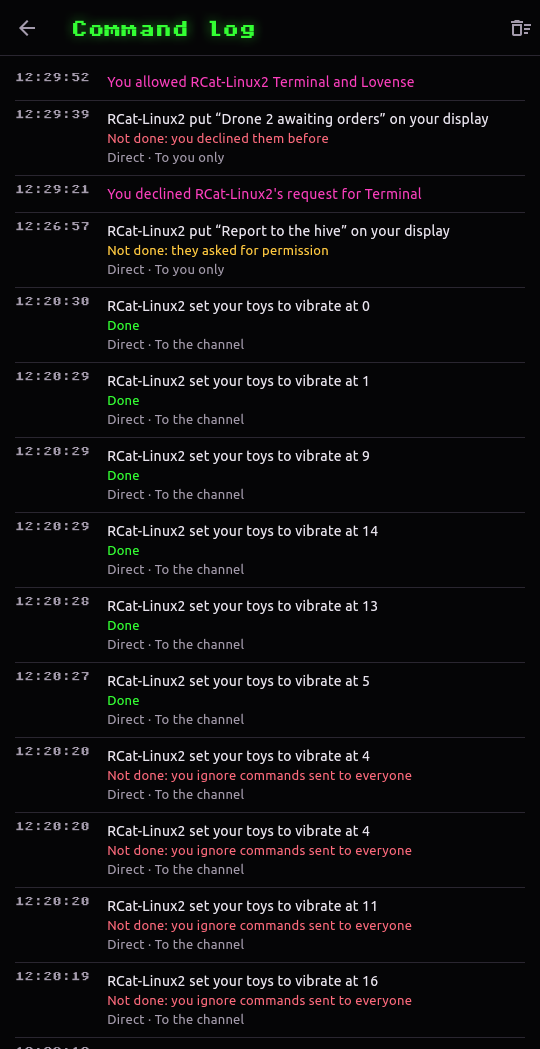 Command log
12:29:52
You allowed RCat-Linux2 Terminal and Lovense
12:29:39
RCat-Linux2 put “Drone 2 awaiting orders” on your display
Not done: you declined them before
Direct · To you only
12:29:21
You declined RCat-Linux2's request for Terminal
12:26:57
RCat-Linux2 put “Report to the hive” on your display
Not done: they asked for permission
Direct · To you only
12:20:30
RCat-Linux2 set your toys to vibrate at 0
Done
Direct · To the channel
12:20:29
RCat-Linux2 set your toys to vibrate at 1
Done
Direct · To the channel
12:20:29
RCat-Linux2 set your toys to vibrate at 9
Done
Direct · To the channel
12:20:29
RCat-Linux2 set your toys to vibrate at 14
Done
Direct · To the channel
12:20:28
RCat-Linux2 set your toys to vibrate at 13
Done
Direct · To the channel
12:20:27
RCat-Linux2 set your toys to vibrate at 5
Done
Direct · To the channel
12:20:20
RCat-Linux2 set your toys to vibrate at 4
Not done: you ignore commands sent to everyone
Direct · To the channel
12:20:20
RCat-Linux2 set your toys to vibrate at 4
Not done: you ignore commands sent to everyone
Direct · To the channel
12:20:20
RCat-Linux2 set your toys to vibrate at 11
Not done: you ignore commands sent to everyone
Direct · To the channel
12:20:19
RCat-Linux2 set your toys to vibrate at 16
Not done: you ignore commands sent to everyone
Direct · To the channel